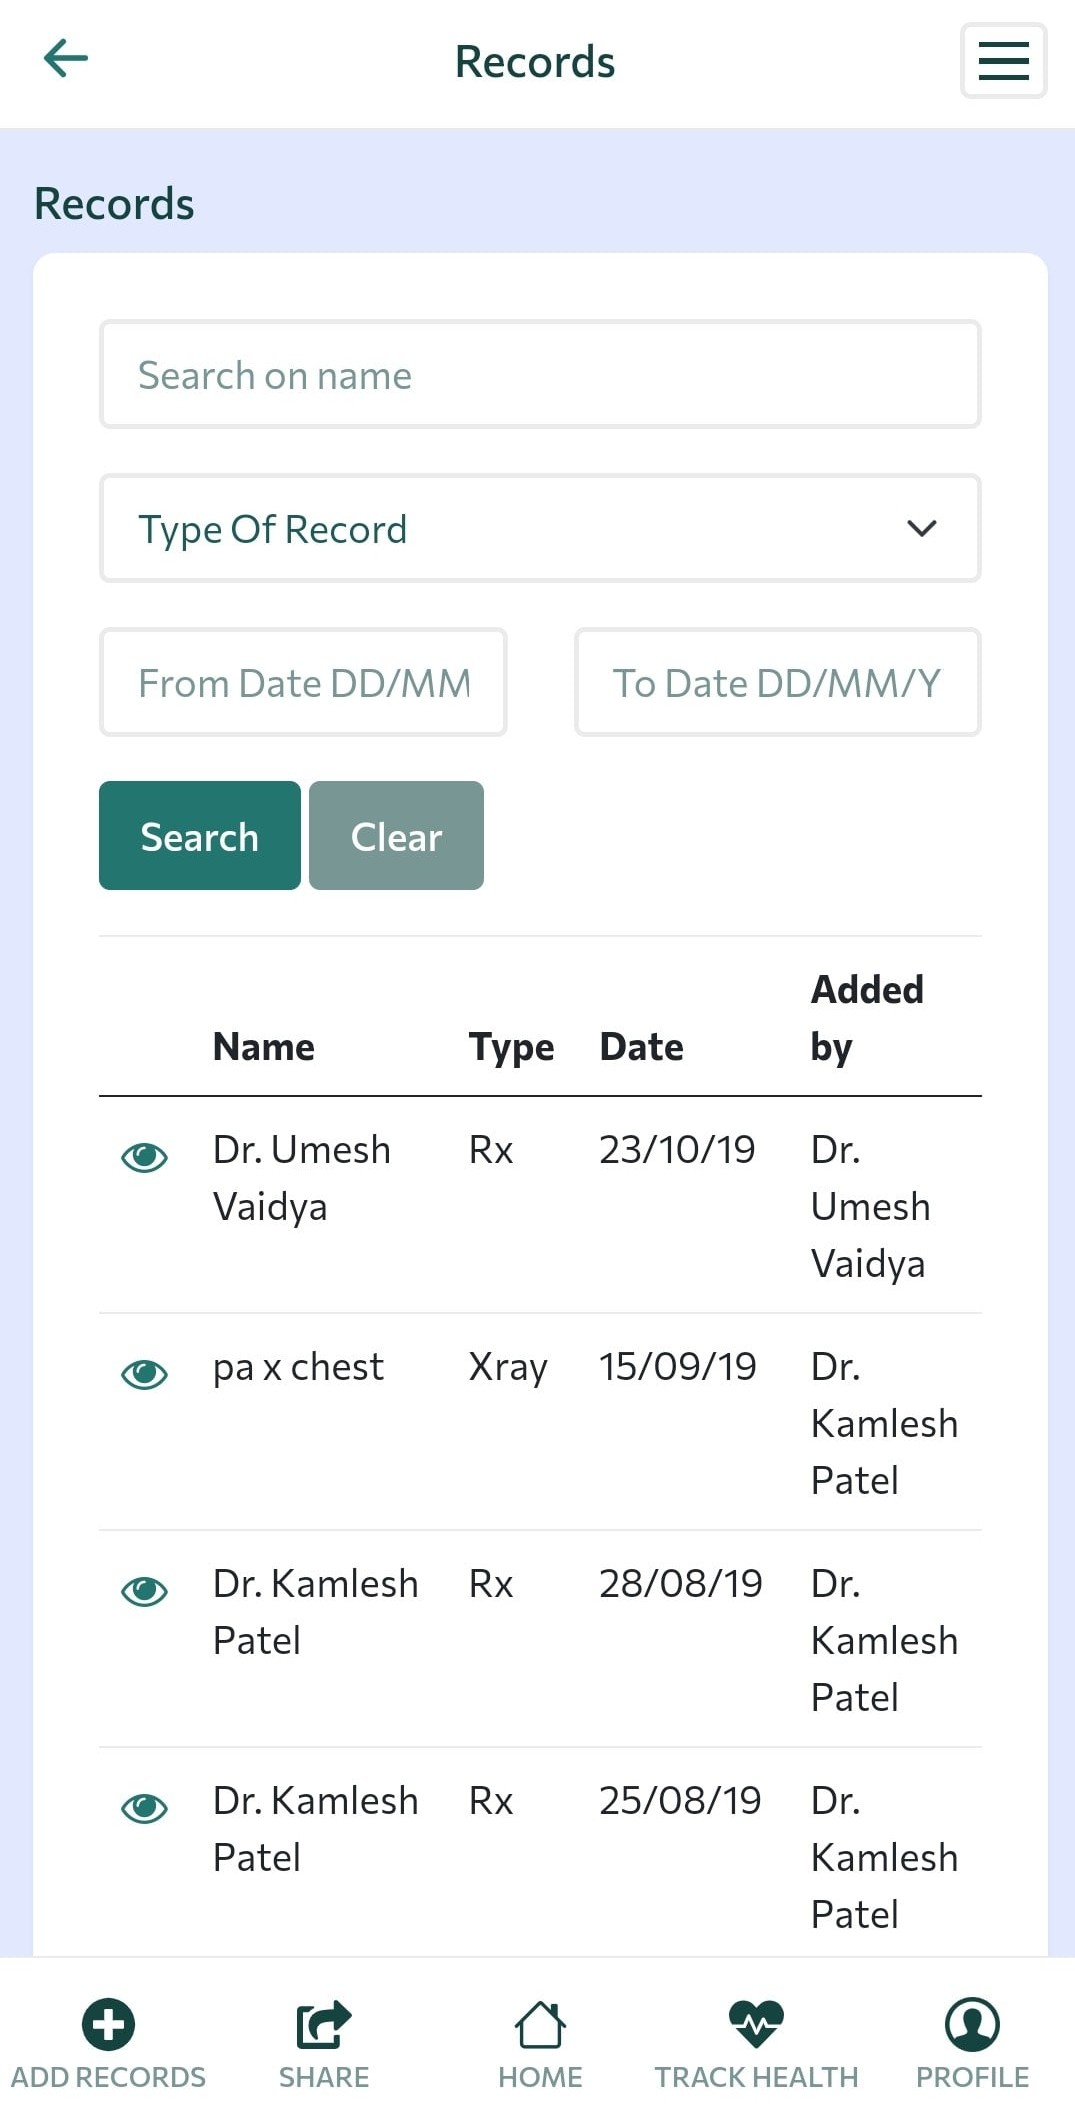 Records
Records
Search on name
Type Of Record
From Date DD/MM
To Date DD/MM/Y
Search Clear
Name Type Date Added by
Dr. Umesh Vaidya Rx 23/10/19 Dr. Umesh Vaidya
pa x chest Xray 15/09/19 Dr. Kamlesh Patel
Dr. Kamlesh Patel Rx 28/08/19 Dr. Kamlesh Patel
Dr. Kamlesh Patel Rx 25/08/19 Dr. Kamlesh Patel
ADD RECORDS SHARE HOME TRACK HEALTH PROFILE